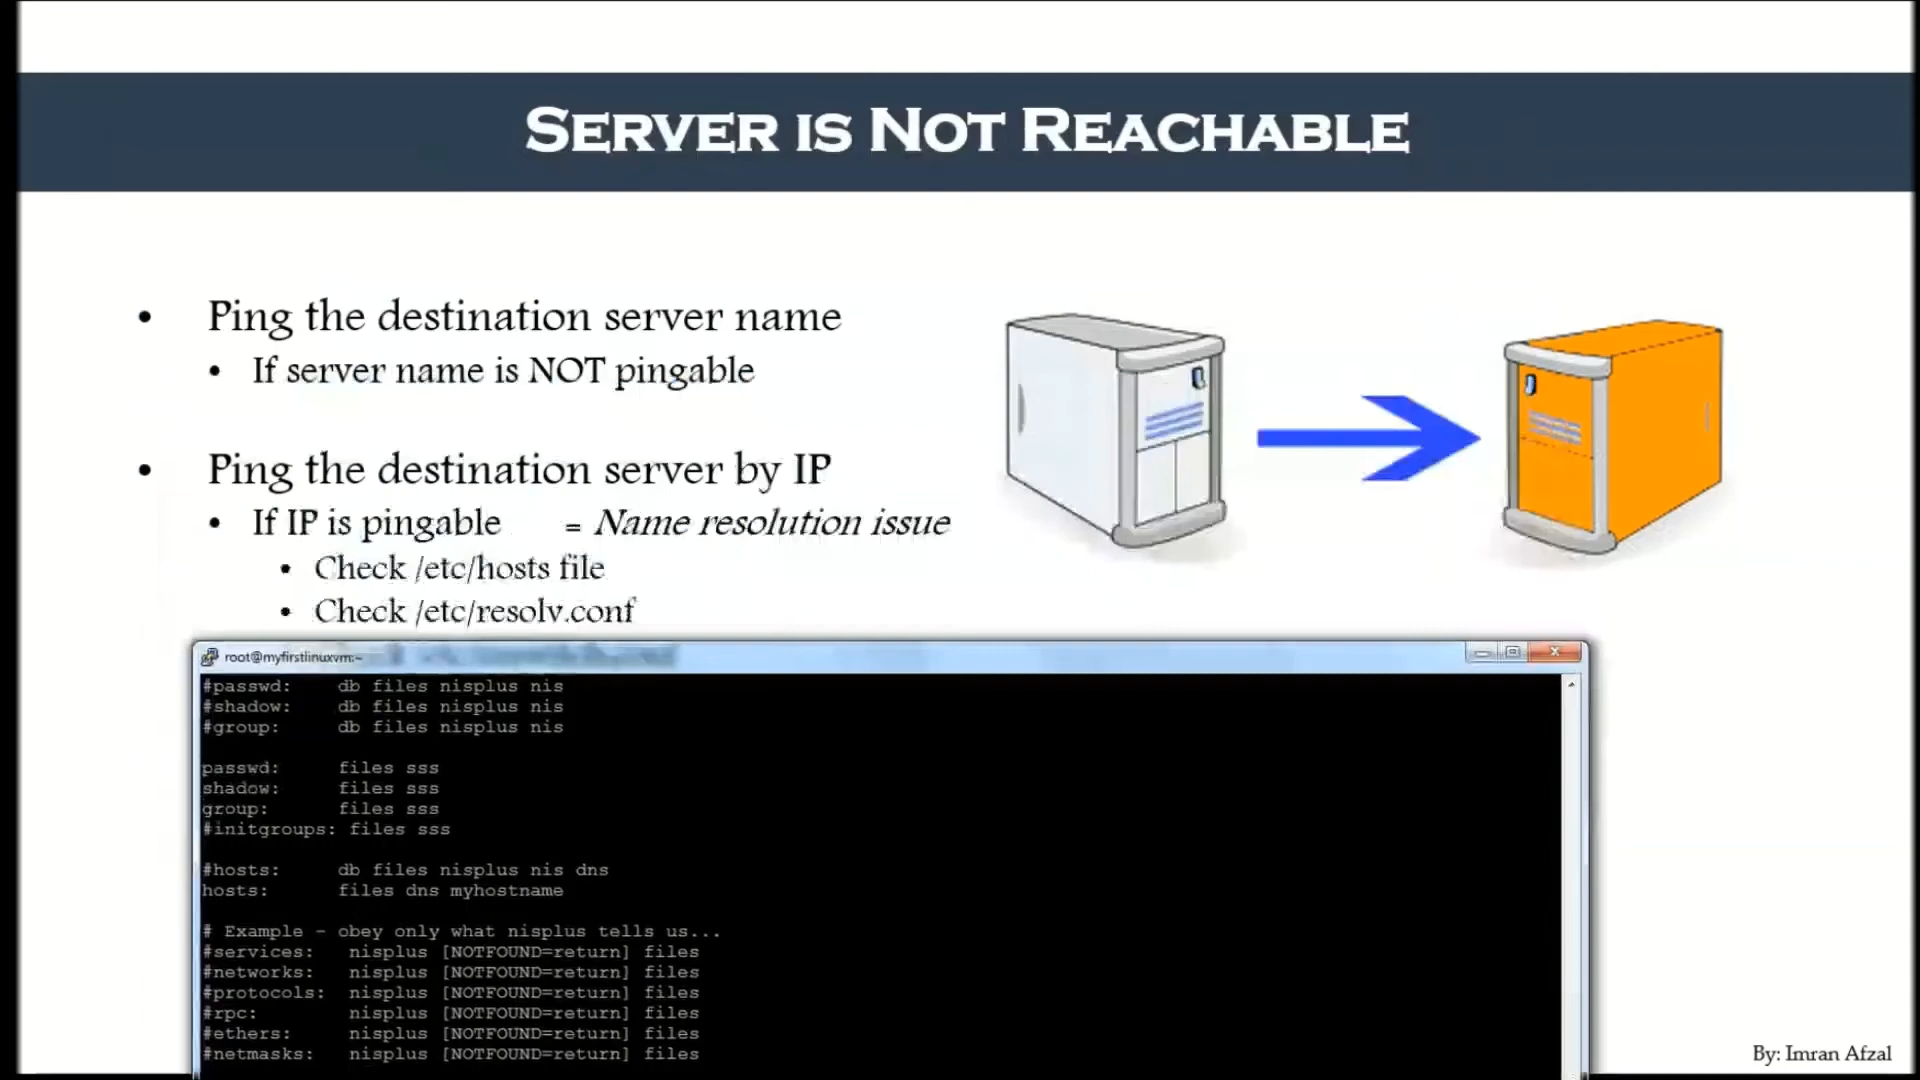 SERVER IS NOT REACHABLE
• Ping the destination server name
• If server name is NOT pingable
• Ping the destination server by IP
• If IP is pingable = Name resolution issue
• Check /etc/hosts file
• Check /etc/resolv.conf
root@myfirstlinuxvm:~
#passwd: db files nisplus nis
#shadow: db files nisplus nis
#group: db files nisplus nis
passwd: files sss
shadow: files sss
group: files sss
#initgroups: files sss
#hosts: db files nisplus nis dns
hosts: files dns myhostname
# Example - obey only what nisplus tells us...
#services: nisplus [NOTFOUND=return] files
#networks: nisplus [NOTFOUND=return] files
#protocols: nisplus [NOTFOUND=return] files
#rpc: nisplus [NOTFOUND=return] files
#ethers: nisplus [NOTFOUND=return] files
#netmasks: nisplus [NOTFOUND=return] files
By: Imran Afzal